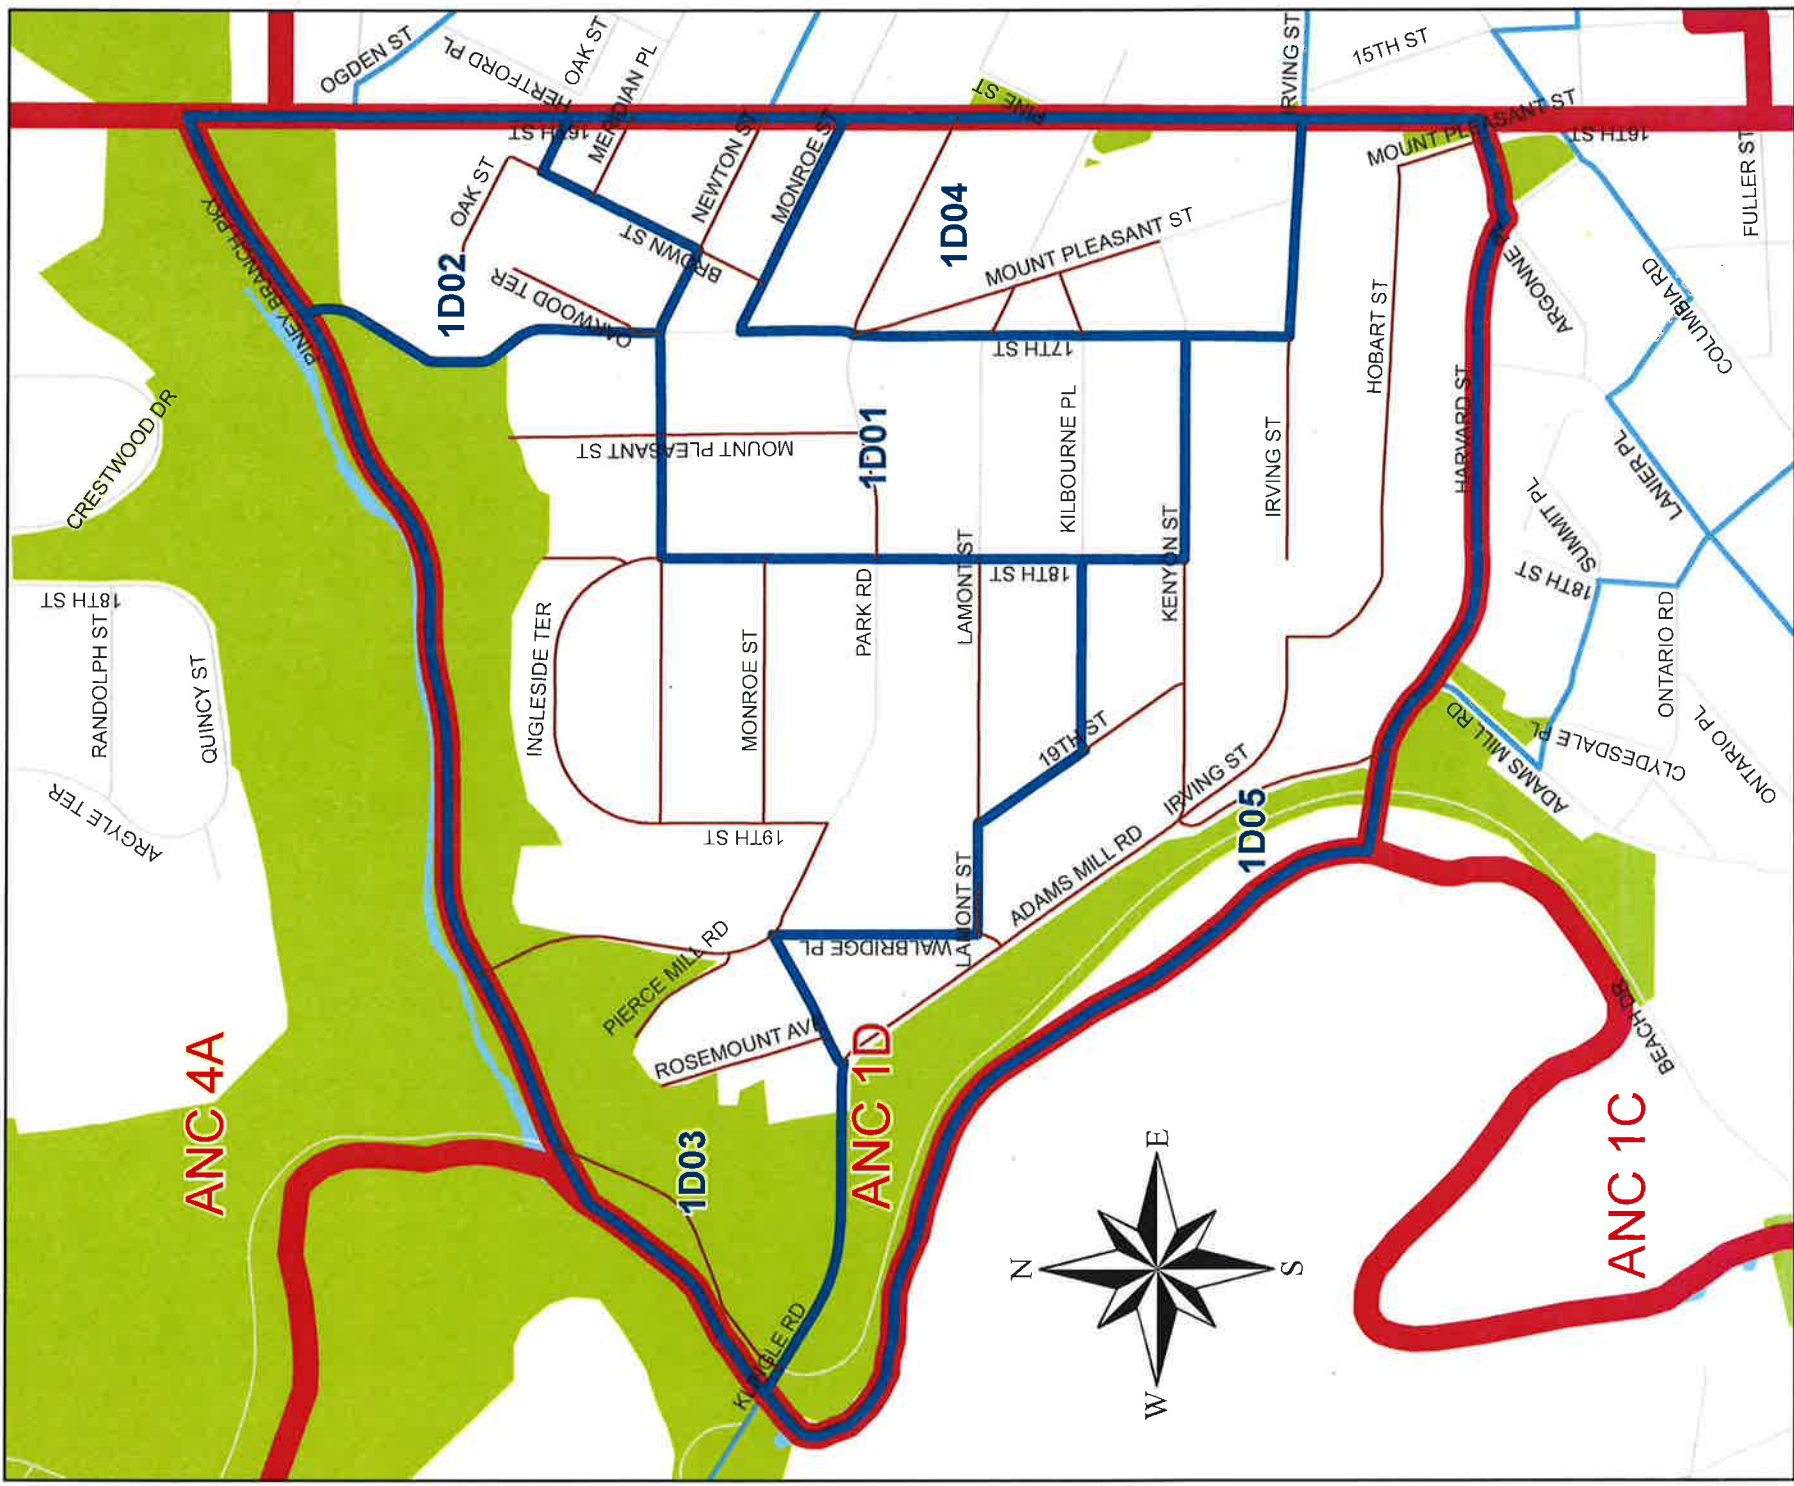 OGDEN ST
HERTFORD PL
OAK ST
MERIDIAN PL
IRVING ST
15TH ST
16TH ST
PINE ST
MOUNT PLEASANT ST
16TH ST
FULLER ST
OAK ST
NEWTON ST
MONROE ST
MOUNT PLEASANT ST
PINEY BRANCH PKY
1D02
BROWN ST
OAKWOOD TER
1D04
MOUNT PLEASANT ST
ARGONNE
COLUMBIA RD
17TH ST
HOBART ST
CRESTWOOD DR
MOUNT PLEASANT ST
1D01
KILBOURNE PL
IRVING ST
HARVARD ST
LANIER PL
SUMMIT PL
18TH ST
RANDOLPH ST
QUINCY ST
ARGYLE TER
INGLESIDE TER
MONROE ST
PARK RD
LAMONT ST
18TH ST
KENYON ST
18TH ST
ONTARIO RD
ONTARIO PL
CLYDESDALE PL
ADAMS MILL RD
ADAMS
19TH ST
19TH ST
IRVING ST
1D05
ADAMS MILL RD
LAMONT ST
WALBRIDGE PL
PIERCE MILL RD
ROSEMOUNT AVE
BEACH DR
ANC 4A
ANC 1D
ANC 1C
1D03
KLINGLE RD
N
E
S
W